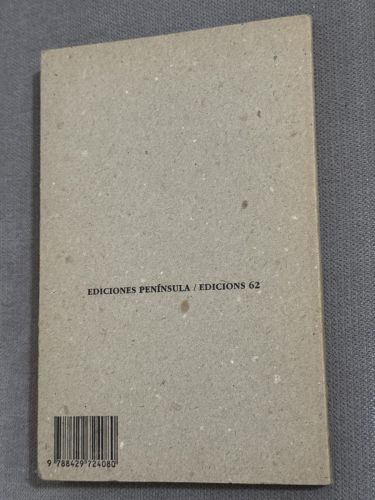 EDICIONES PENÍNSULA / EDICIONS 62
9 788429 724080